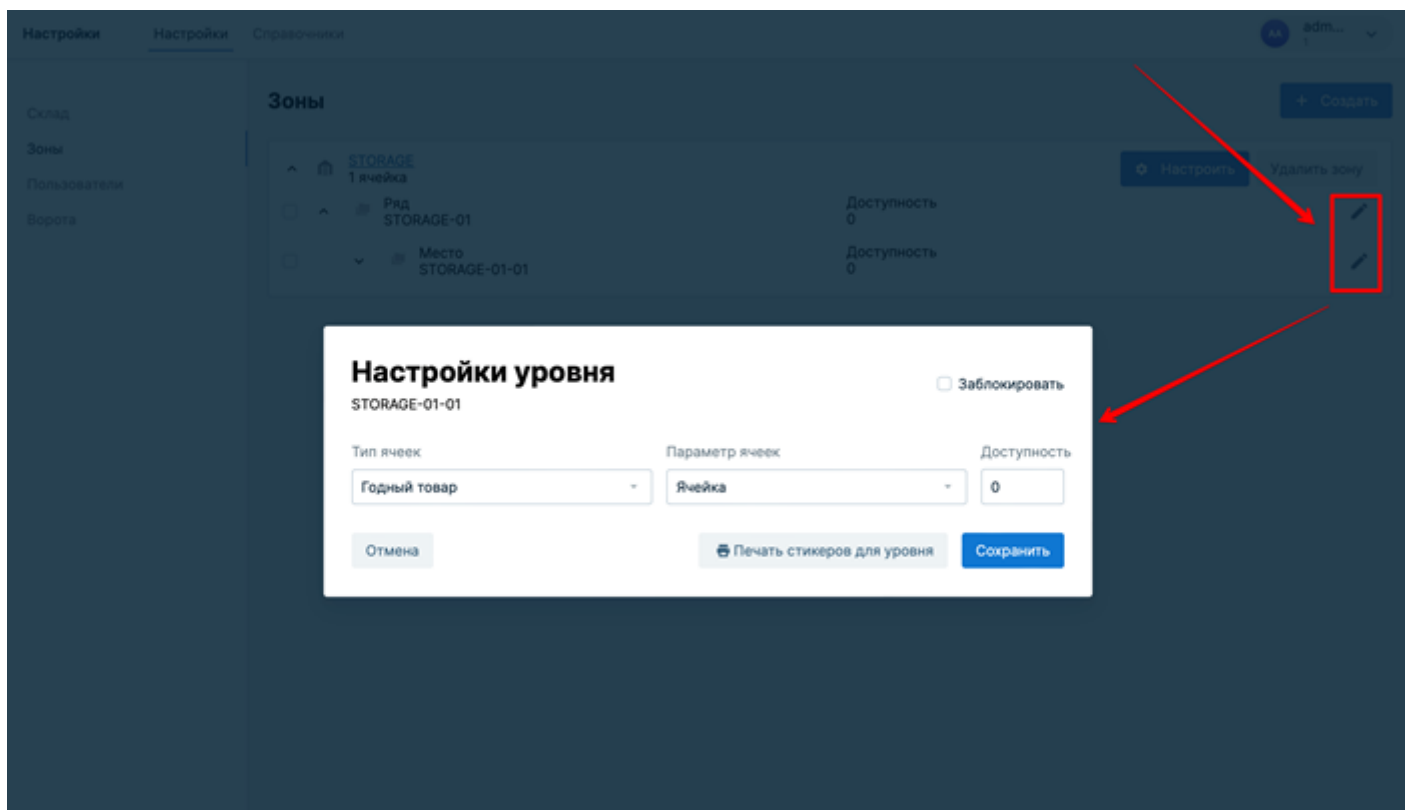 Настройки Настройки Справочники
AA adm...
1
Склад
Зоны
Пользователи
Ворота
Зоны
+ Создать
STORAGE
1 ячейка
Настроить Удалить зону
Ряд
STORAGE-01
Доступность
0
Место
STORAGE-01-01
Доступность
0
Настройки уровня
STORAGE-01-01
Заблокировать
Тип ячеек Параметр ячеек Доступность
Годный товар Ячейка 0
Отмена Печать стикеров для уровня Сохранить